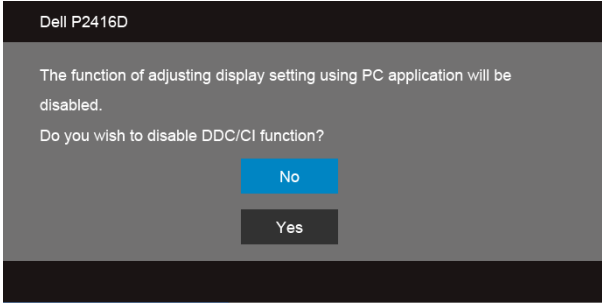 Dell P2416D
The function of adjusting display setting using PC application will be
disabled.
Do you wish to disable DDC/CI function?
No
Yes